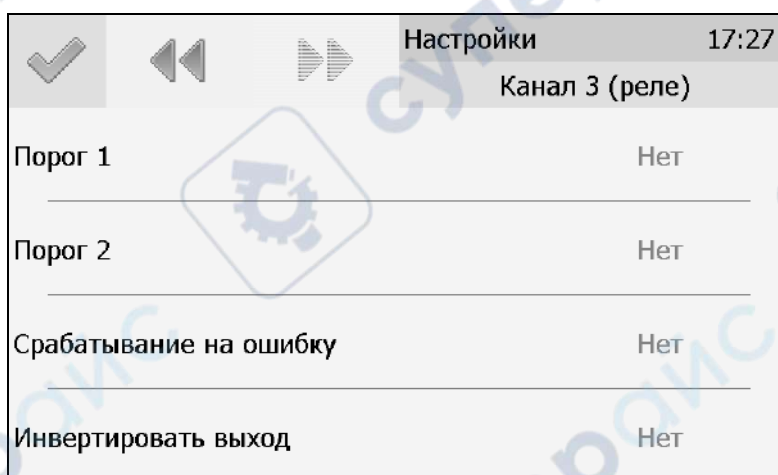 Настройки 17:27
Канал 3 (реле)
Порог 1 Нет
Порог 2 Нет
Срабатывание на ошибку Нет
Инвертировать выход Нет